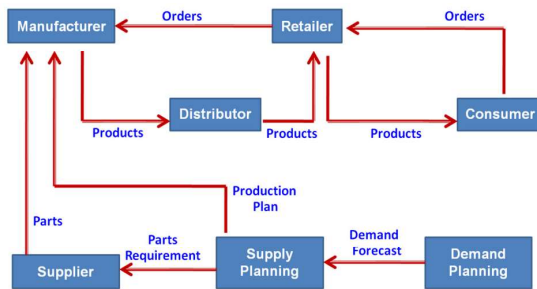 Orders
Orders
Manufacturer
Retailer
Products
Distributor
Products
Products
Consumer
Production
Plan
Parts
Parts
Requirement
Demand
Forecast
Supplier
Supply
Planning
Demand
Planning